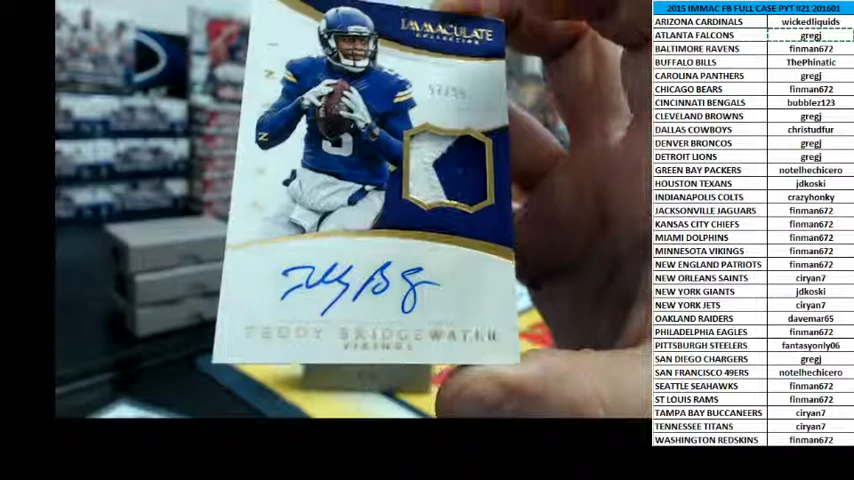 IMMACULATE
COLLECTION
TEDDY BRIDGEWATER
VIKINGS
2015 IMMAC FB FULL CASE PYT #21 201601
ARIZONA CARDINALS wickedliquids
ATLANTA FALCONS gregj
BALTIMORE RAVENS finman672
BUFFALO BILLS ThePhinatic
CAROLINA PANTHERS gregj
CHICAGO BEARS finman672
CINCINNATI BENGALS bubblez123
CLEVELAND BROWNS gregj
DALLAS COWBOYS christudfur
DENVER BRONCOS gregj
DETROIT LIONS gregj
GREEN BAY PACKERS notelhechicero
HOUSTON TEXANS jdkoski
INDIANAPOLIS COLTS crazyhonky
JACKSONVILLE JAGUARS finman672
KANSAS CITY CHIEFS finman672
MIAMI DOLPHINS finman672
MINNESOTA VIKINGS finman672
NEW ENGLAND PATRIOTS finman672
NEW ORLEANS SAINTS ciryan7
NEW YORK GIANTS jdkoski
NEW YORK JETS ciryan7
OAKLAND RAIDERS davemar65
PHILADELPHIA EAGLES finman672
PITTSBURGH STEELERS fantasyonly06
SAN DIEGO CHARGERS gregj
SAN FRANCISCO 49ERS notelhechicero
SEATTLE SEAHAWKS finman672
ST LOUIS RAMS finman672
TAMPA BAY BUCCANEERS ciryan7
TENNESSEE TITANS ciryan7
WASHINGTON REDSKINS finman672